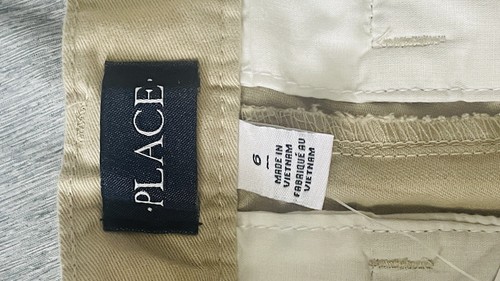 ·PLACE·
6
MADE IN
VIETNAM
FABRIQUÉ AU
VIETNAM